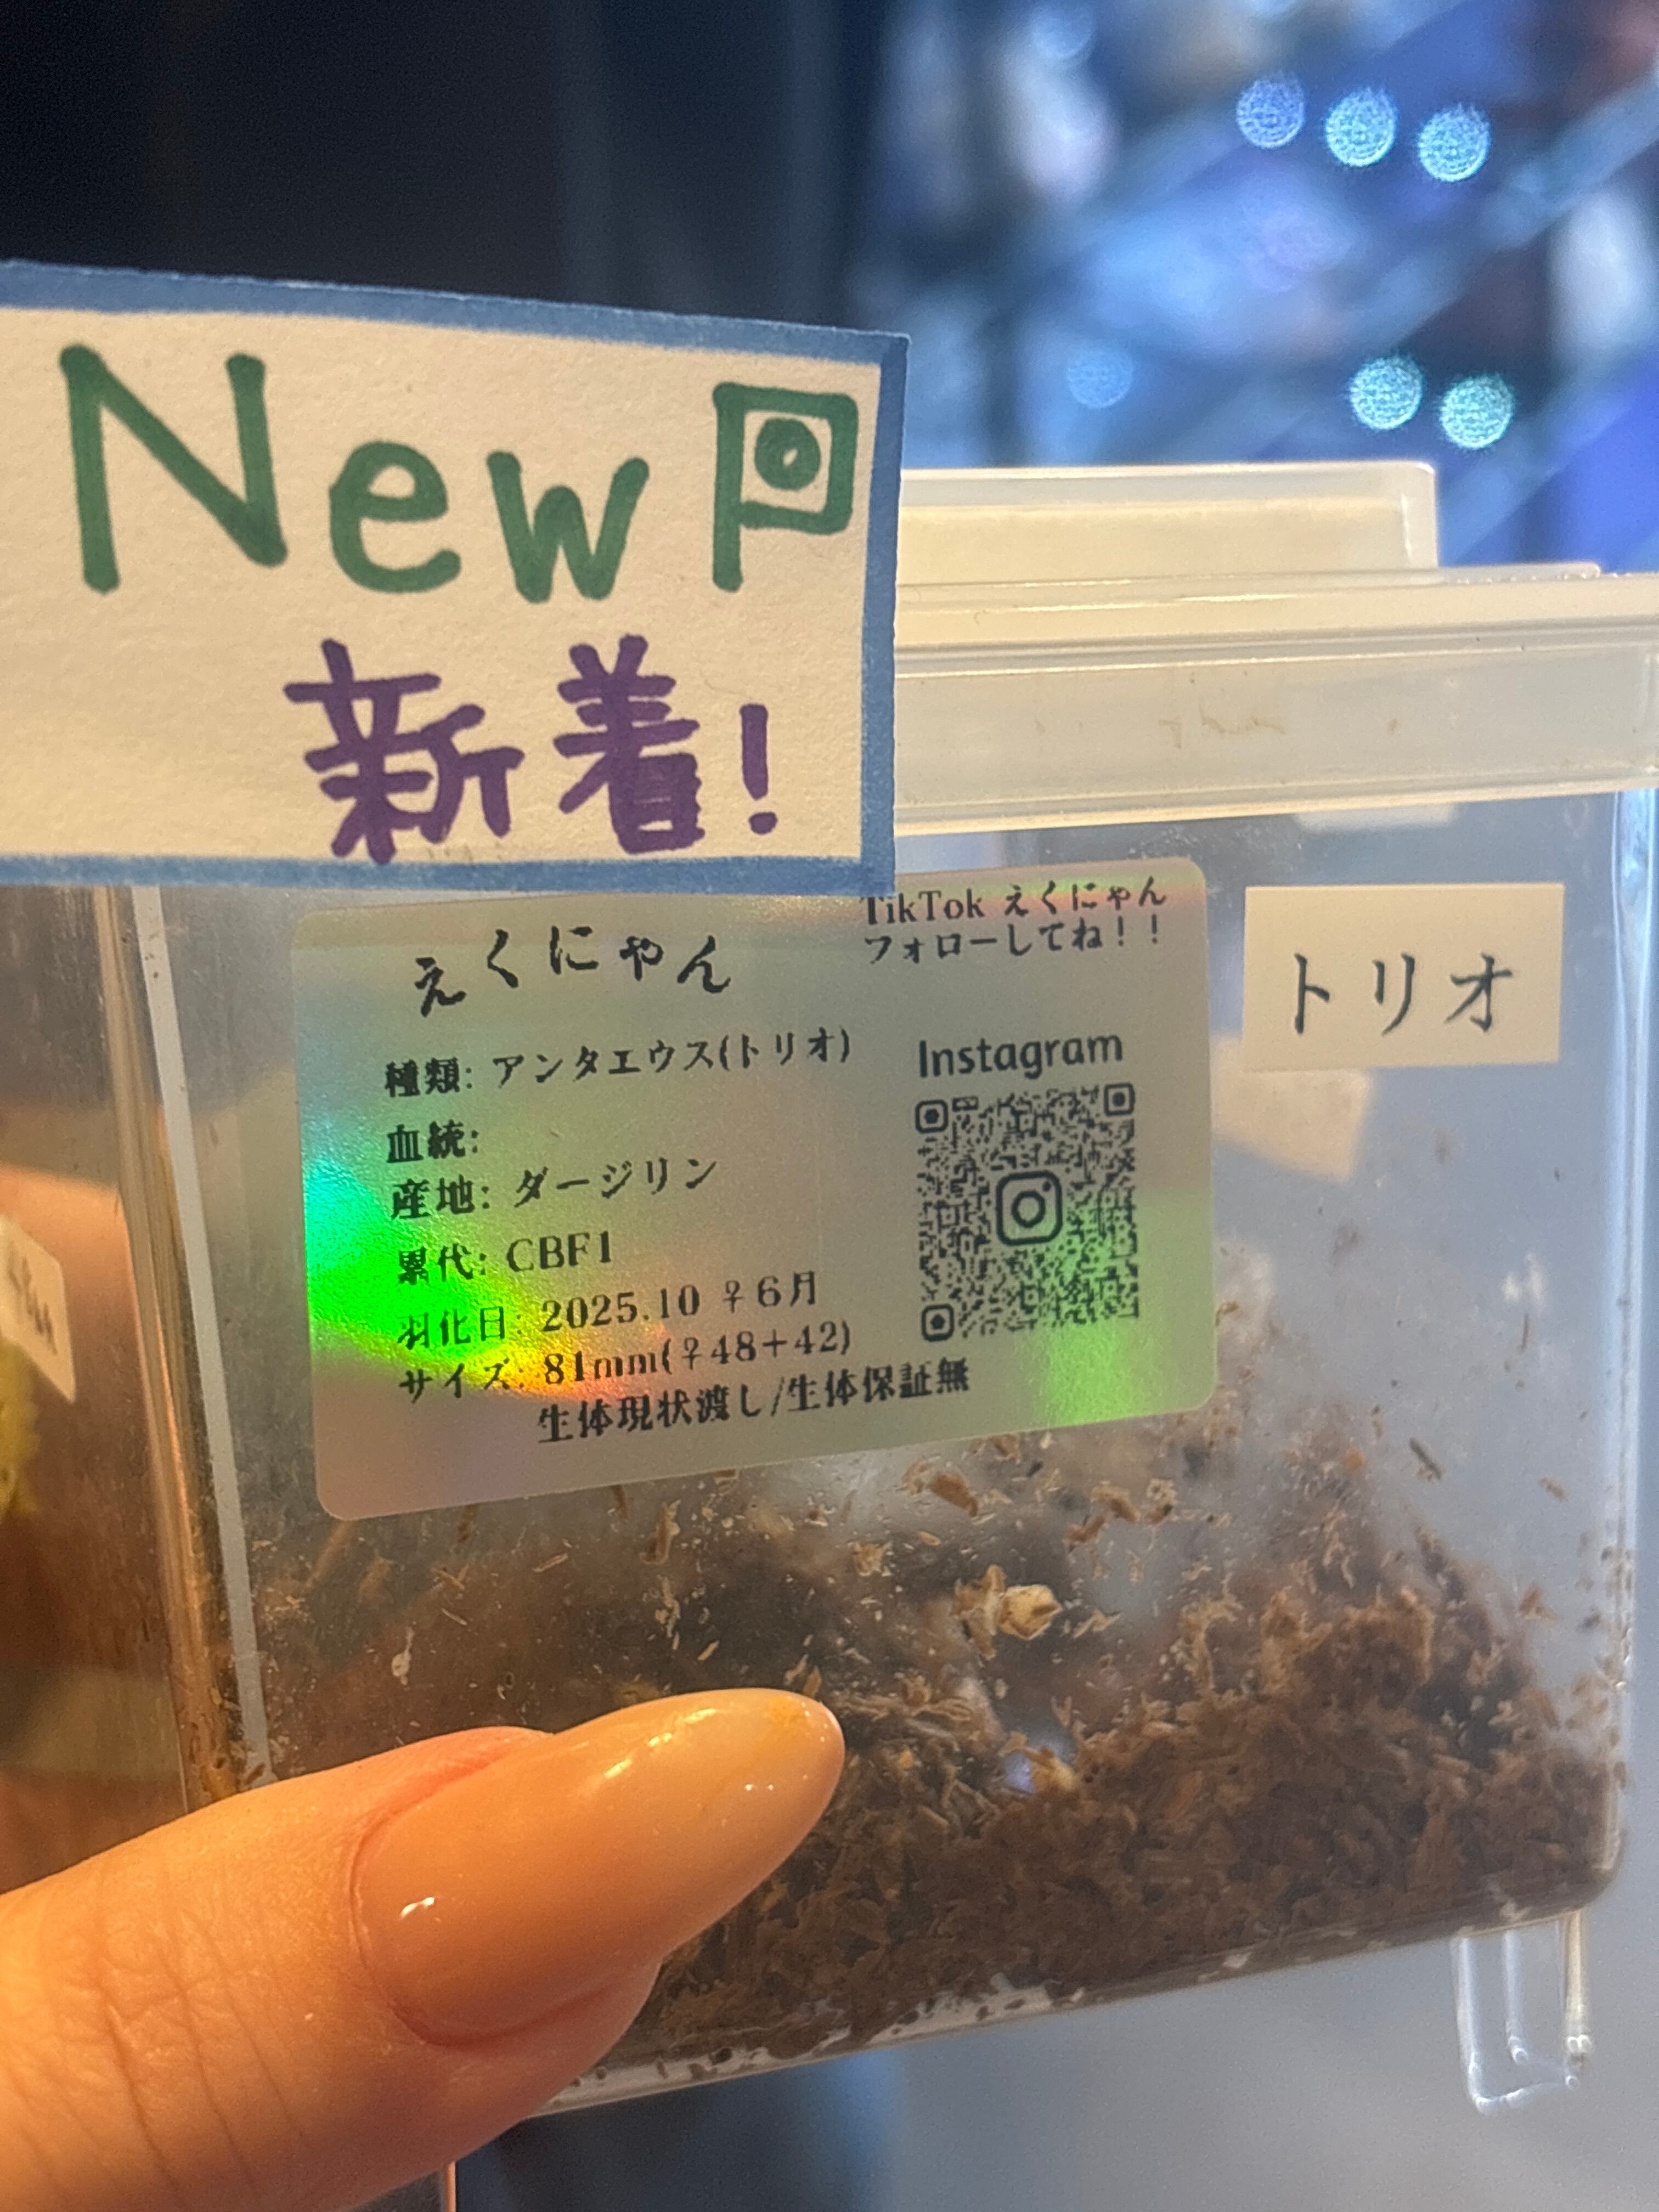 New
新着!
TikTok えくにゃん
フォローしてね!!
えくにゃん
トリオ
種類: アンタエウス(トリオ)
血統:
産地: ダージリン
累代: CBF1
羽化日: 2025.10 ♀6月
サイズ: 81mm(♀48+42)
生体現状渡し/生体保証無
Instagram